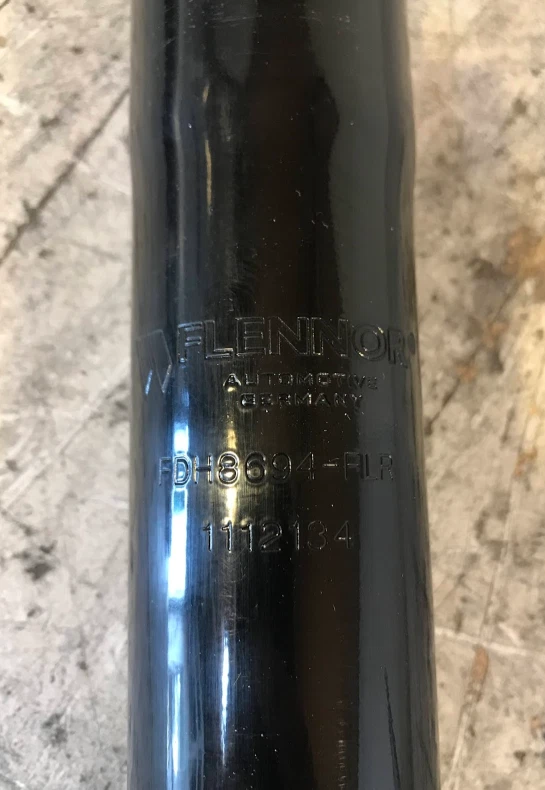 FLENNOR®
AUTOMOTIVE
GERMANY
FDH8694-FLR
1112134